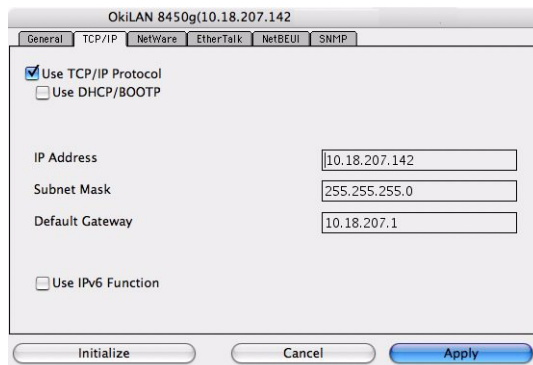 OkiLAN 8450g(10.18.207.142
General TCP/IP NetWare EtherTalk NetBEUI SNMP
Use TCP/IP Protocol
Use DHCP/BOOTP
IP Address 10.18.207.142
Subnet Mask 255.255.255.0
Default Gateway 10.18.207.1
Use IPv6 Function
Initialize Cancel Apply